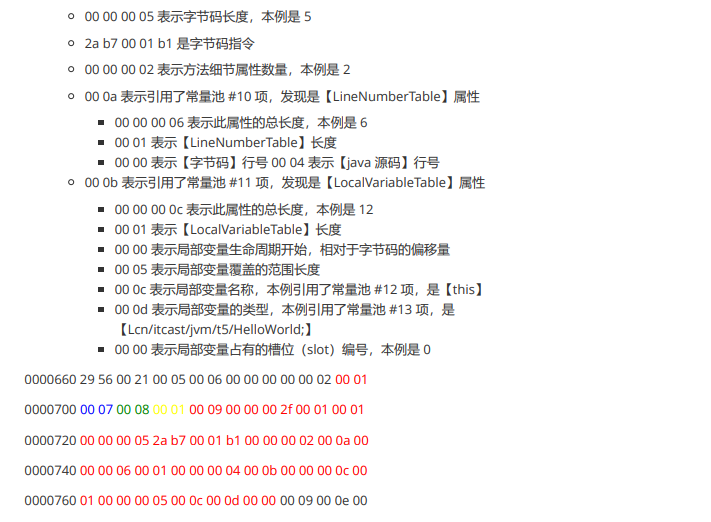 00 00 00 05 表示字节码长度，本例是 5
2a b7 00 01 b1 是字节码指令
00 00 00 02 表示方法细节属性数量，本例是 2
00 0a 表示引用了常量池 #10 项，发现是【LineNumberTable】属性
00 00 00 06 表示此属性的总长度，本例是 6
00 01 表示【LineNumberTable】长度
00 00 表示【字节码】行号 00 04 表示【java 源码】行号
00 0b 表示引用了常量池 #11 项，发现是【LocalVariableTable】属性
00 00 00 0c 表示此属性的总长度，本例是 12
00 01 表示【LocalVariableTable】长度
00 00 表示局部变量生命周期开始，相对于字节码的偏移量
00 05 表示局部变量覆盖的范围长度
00 0c 表示局部变量名称，本例引用了常量池 #12 项，是【this】
00 0d 表示局部变量的类型，本例引用了常量池 #13 项，是
【Lcn/itcast/jvm/t5/HelloWorld;】
00 00 表示局部变量占有的槽位（slot）编号，本例是 0
0000660 29 56 00 21 00 05 00 06 00 00 00 00 00 02 00 01
0000700 00 07 00 08 00 01 00 09 00 00 00 2f 00 01 00 01
0000720 00 00 00 05 2a b7 00 01 b1 00 00 00 02 00 0a 00
0000740 00 00 06 00 01 00 00 00 04 00 0b 00 00 00 0c 00
0000760 01 00 00 00 05 00 0c 00 0d 00 00 00 09 00 0e 00